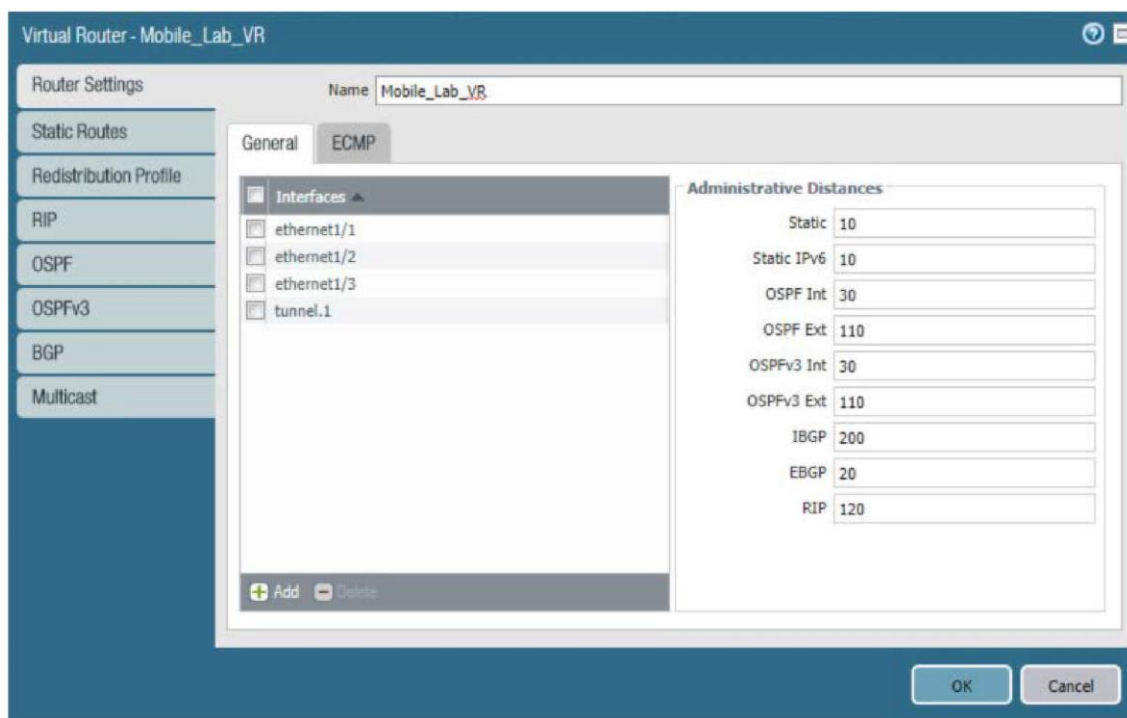 Virtual Router - Mobile_Lab_VR
Router Settings
Static Routes
Redistribution Profile
RIP
OSPF
OSPFv3
BGP
Multicast
Name Mobile_Lab_VR
General ECMP
Interfaces
ethernet1/1
ethernet1/2
ethernet1/3
tunnel.1
Add Delete
Administrative Distances
Static 10
Static IPv6 10
OSPF Int 30
OSPF Ext 110
OSPFv3 Int 30
OSPFv3 Ext 110
IBGP 200
EBGP 20
RIP 120
OK Cancel